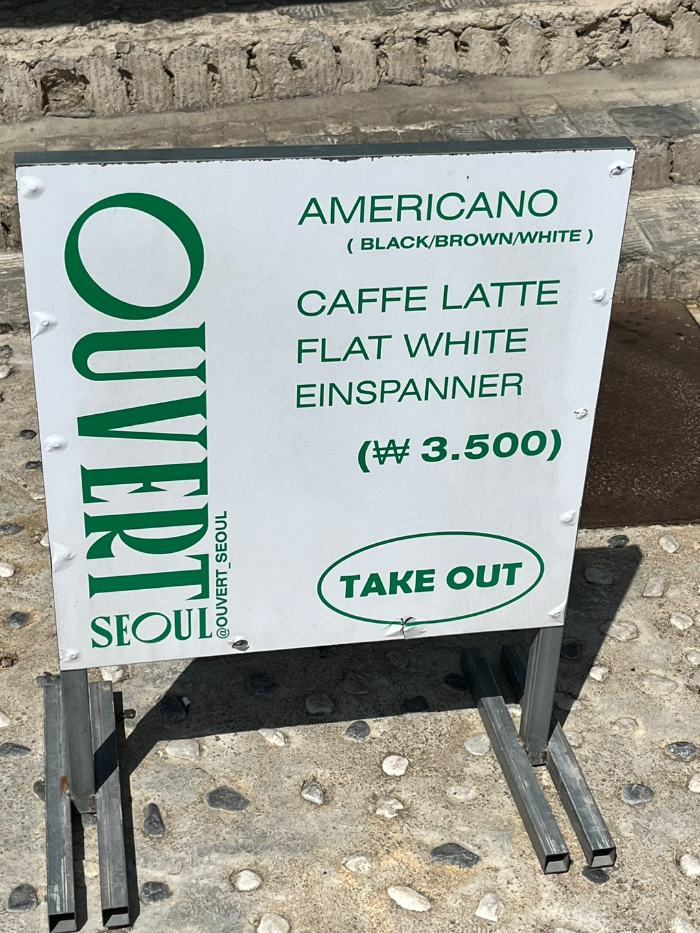 OUVERT
SEOUL
@OUVERT_SEOUL
AMERICANO
( BLACK/BROWN/WHITE )
CAFFE LATTE
FLAT WHITE
EINSPANNER
(₩ 3.500)
TAKE OUT